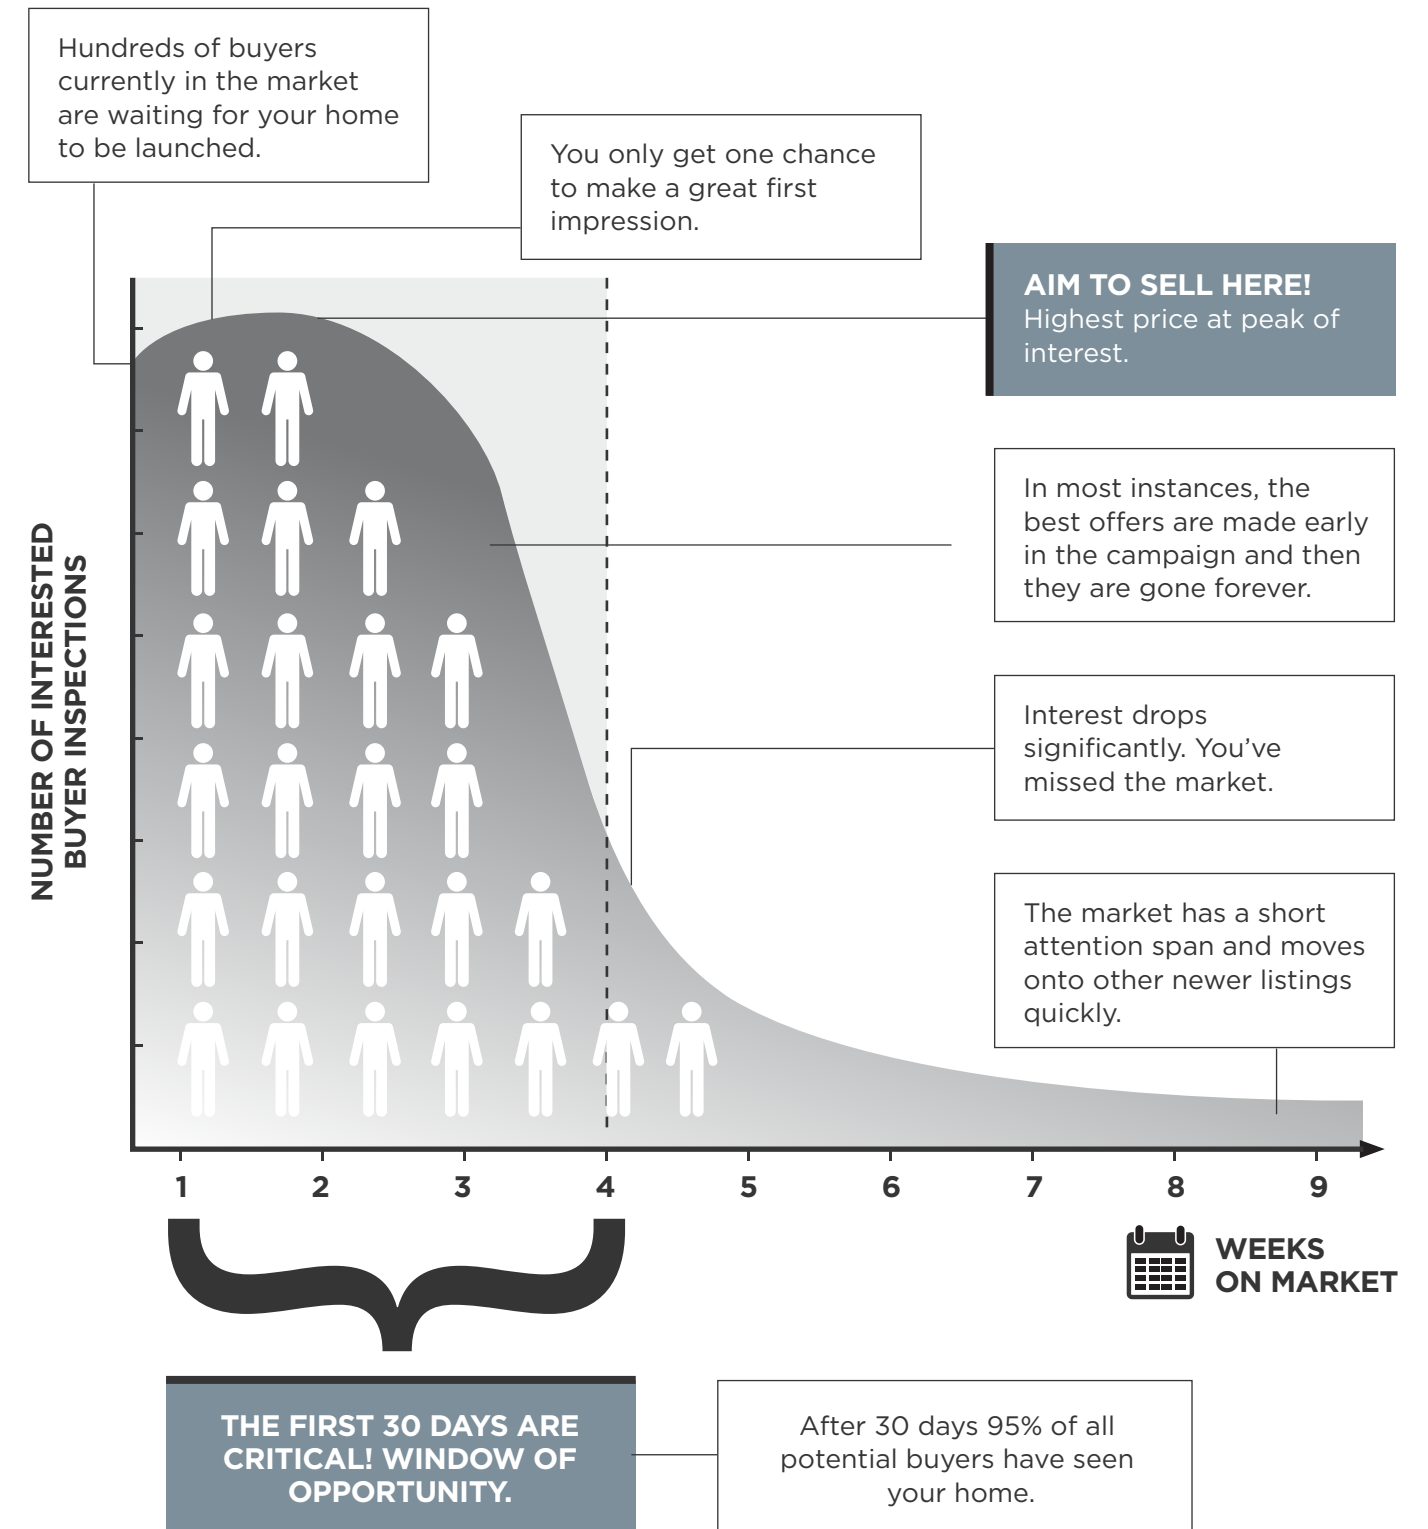 Hundreds of buyers
currently in the market
are waiting for your home
to be launched.
You only get one chance
to make a great first
impression.
AIM TO SELL HERE!
Highest price at peak of
interest.
In most instances, the
best offers are made early
in the campaign and then
they are gone forever.
Interest drops
significantly. You’ve
missed the market.
The market has a short
attention span and moves
onto other newer listings
quickly.
NUMBER OF INTERESTED
BUYER INSPECTIONS
1 2 3 4 5 6 7 8 9
WEEKS
ON MARKET
THE FIRST 30 DAYS ARE
CRITICAL! WINDOW OF
OPPORTUNITY.
After 30 days 95% of all
potential buyers have seen
your home.